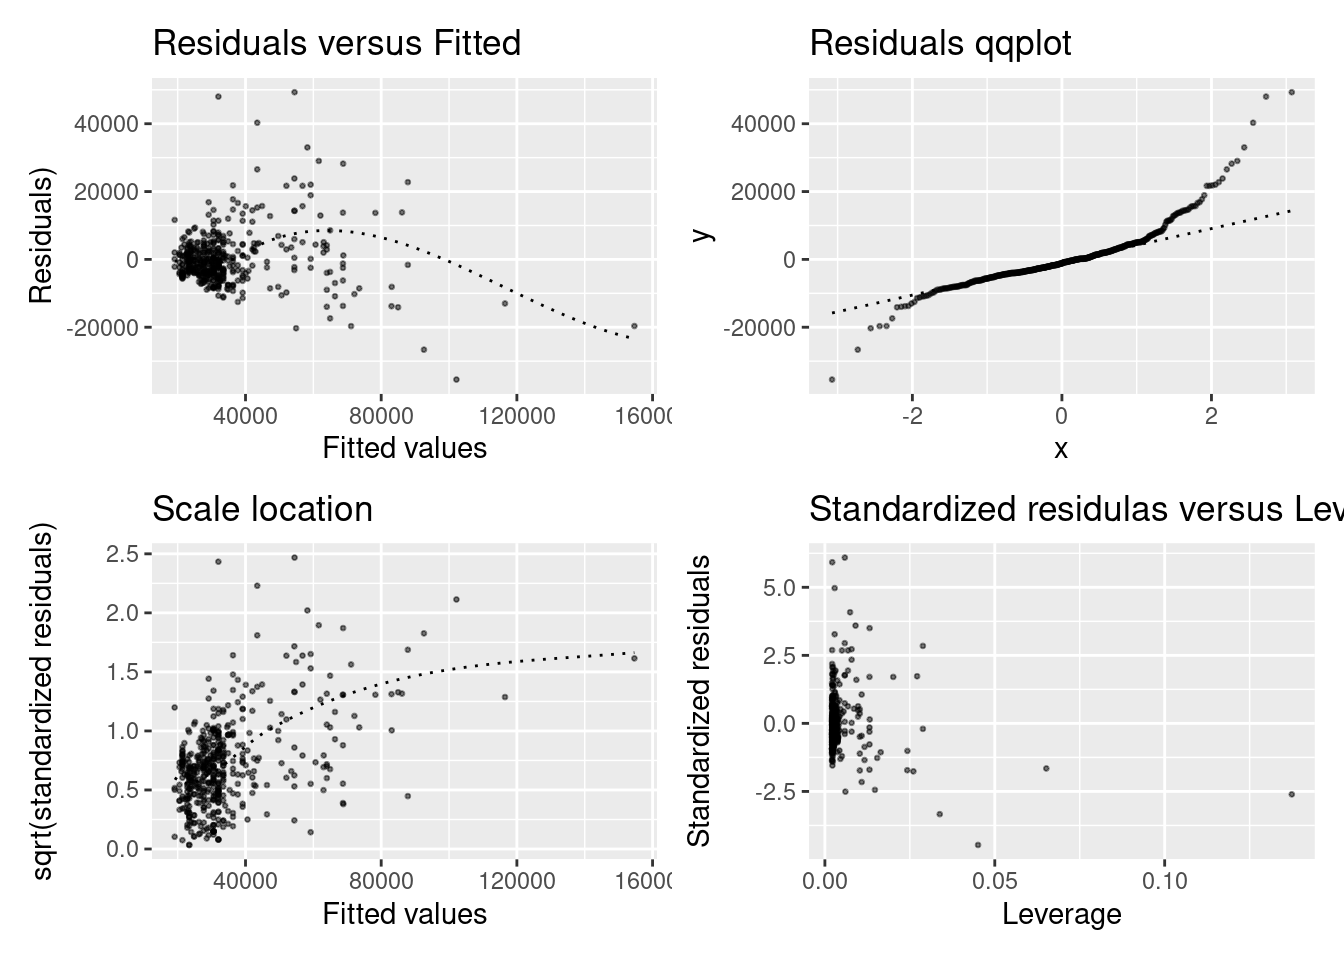 Residuals versus Fitted
Residuals)
40000
20000
0
-20000
40000
80000
120000
16000
Fitted values
Residuals qqplot
y
40000
20000
0
-20000
-2
0
2
x
Scale location
sqrt(standardized residuals)
2.5
2.0
1.5
1.0
0.5
0.0
40000
80000
120000
16000
Fitted values
Standardized residulas versus Lev
Standardized residuals
5.0
2.5
0.0
-2.5
0.00
0.05
0.10
Leverage